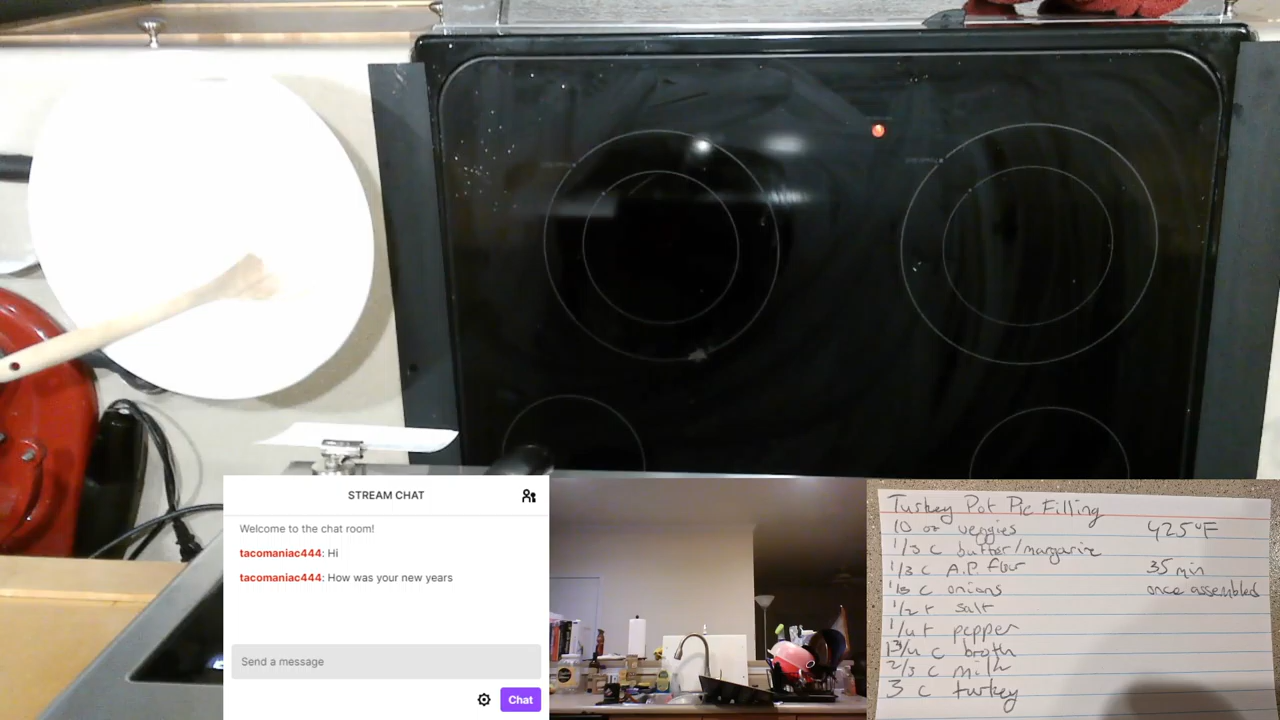 STREAM CHAT
Welcome to the chat room!
tacomaniac444: Hi
tacomaniac444: How was your new years
Send a message
Chat
Turkey Pot Pie Filling
10 oz veggies
425°F
1/3 c butter/margarine
1/3 c A.P. flour
35 min
1/3 c onions
once assembled
1/2 t salt
1/4 t pepper
1 3/4 c broth
2/3 c milk
3 c turkey